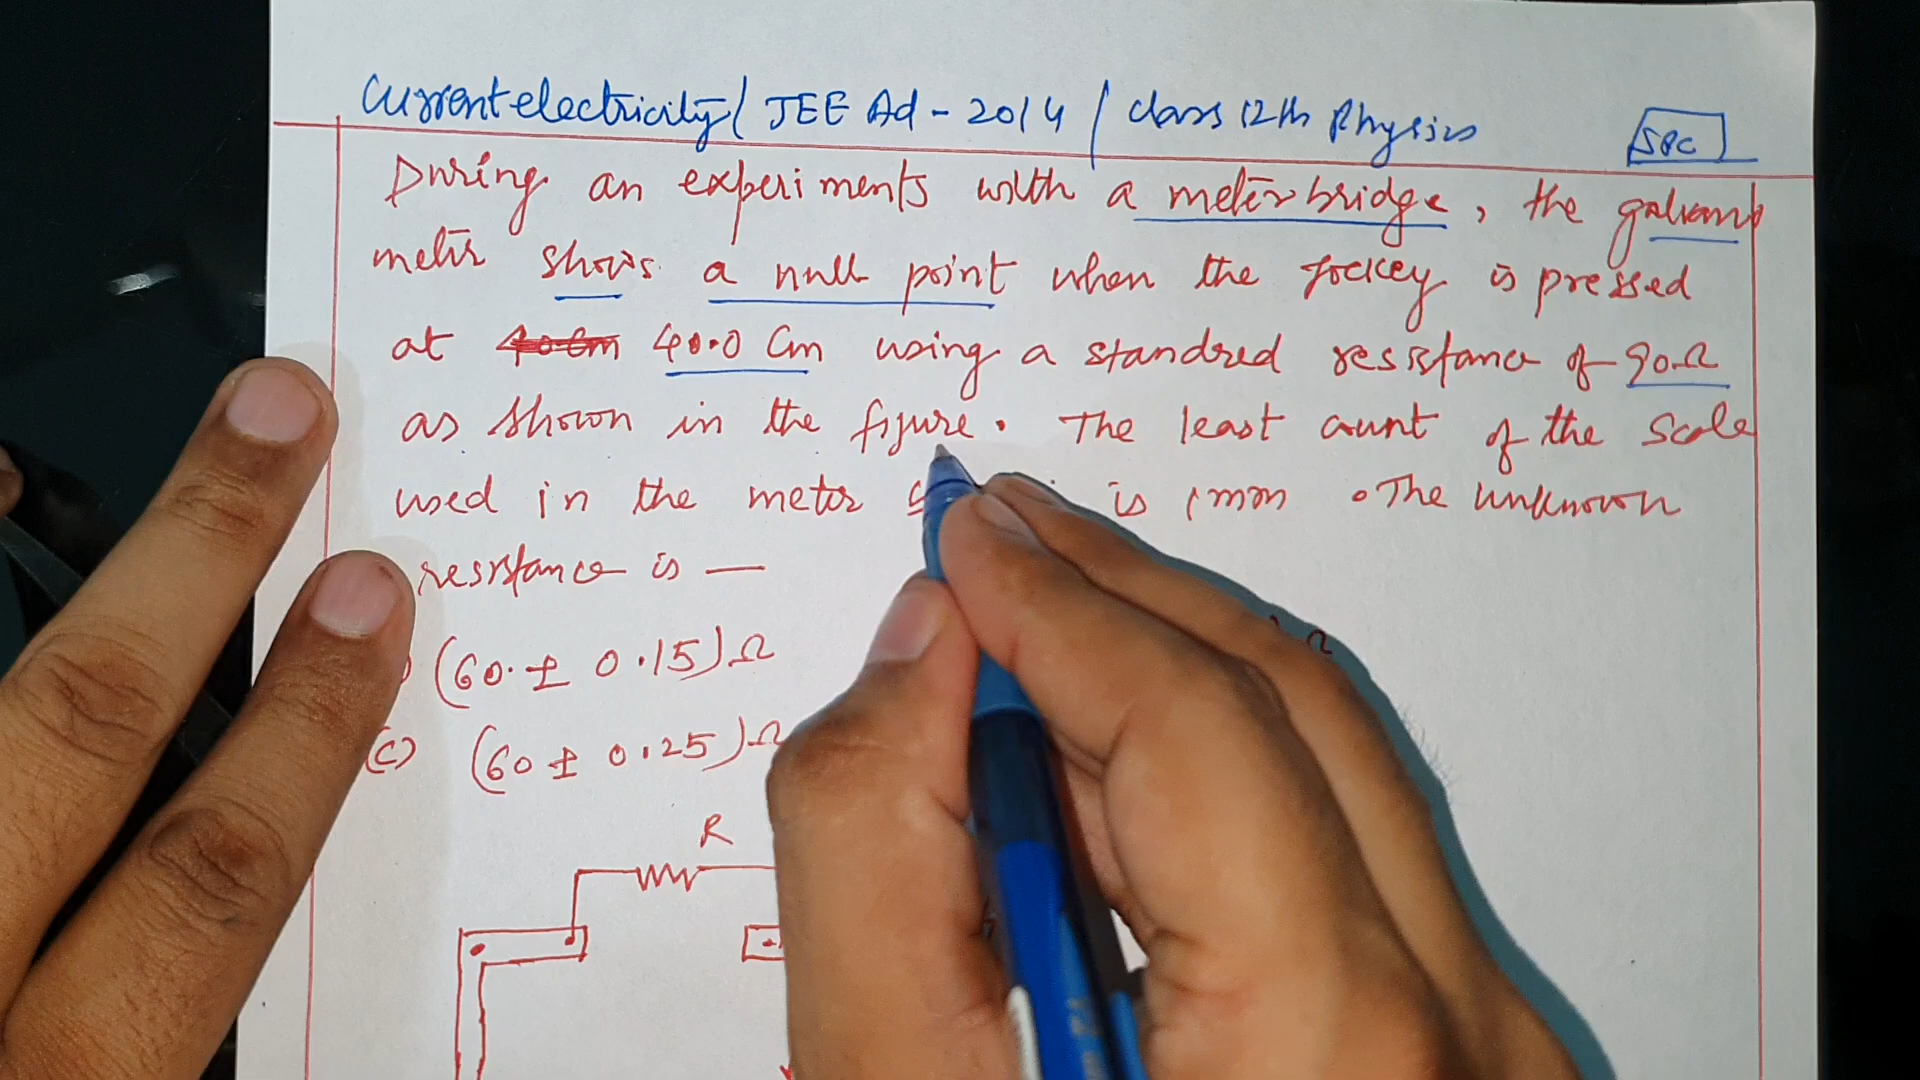 Current electricity / JEE Ad - 2014 / class 12th Physics
SPC
During an experiments with a meter bridge, the galvano
meter shows a null point when the Jockey is pressed
at 40.0 Cm using a standred resistance of 90Ω
as shown in the figure. The least count of the scale
used in the meter is 1mm . The unknown
resistance is —
(60. ± 0.15)Ω
Ω
(C) (60 ± 0.25)Ω
R